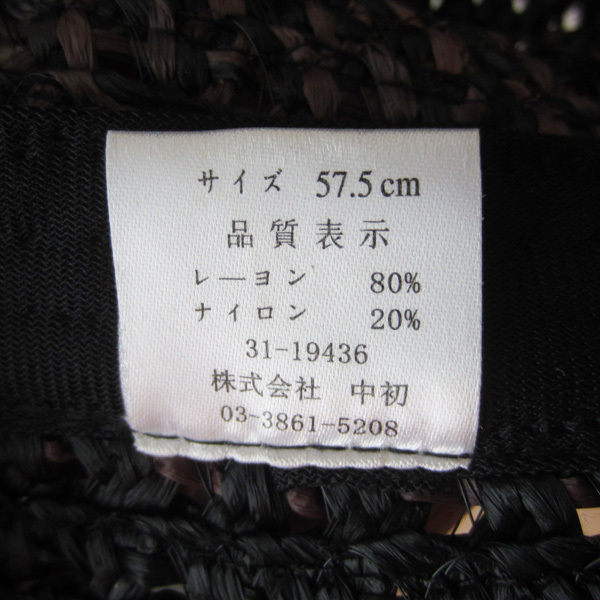 サイズ 57.5cm
品質表示
レーヨン 80%
ナイロン 20%
31-19436
株式会社 中初
03-3861-5208